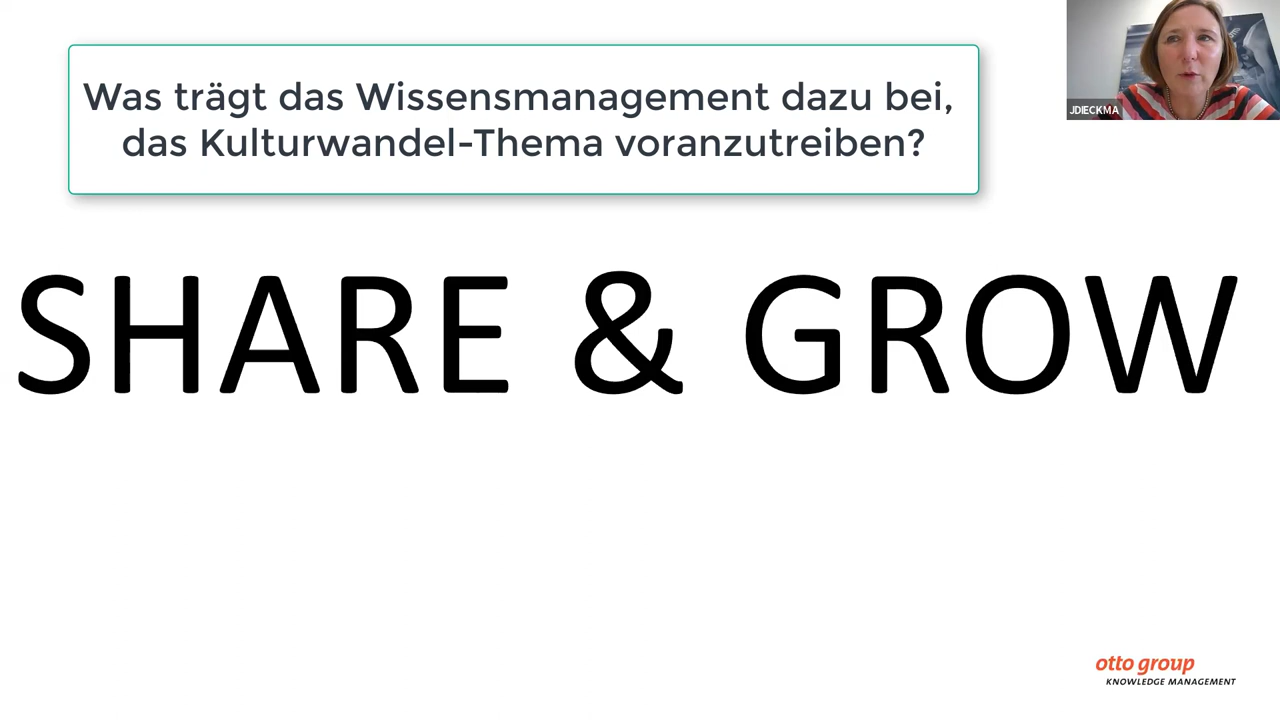 Was trägt das Wissensmanagement dazu bei,
das Kulturwandel-Thema voranzutreiben?
JDIECKMA
SHARE & GROW
otto group
KNOWLEDGE MANAGEMENT